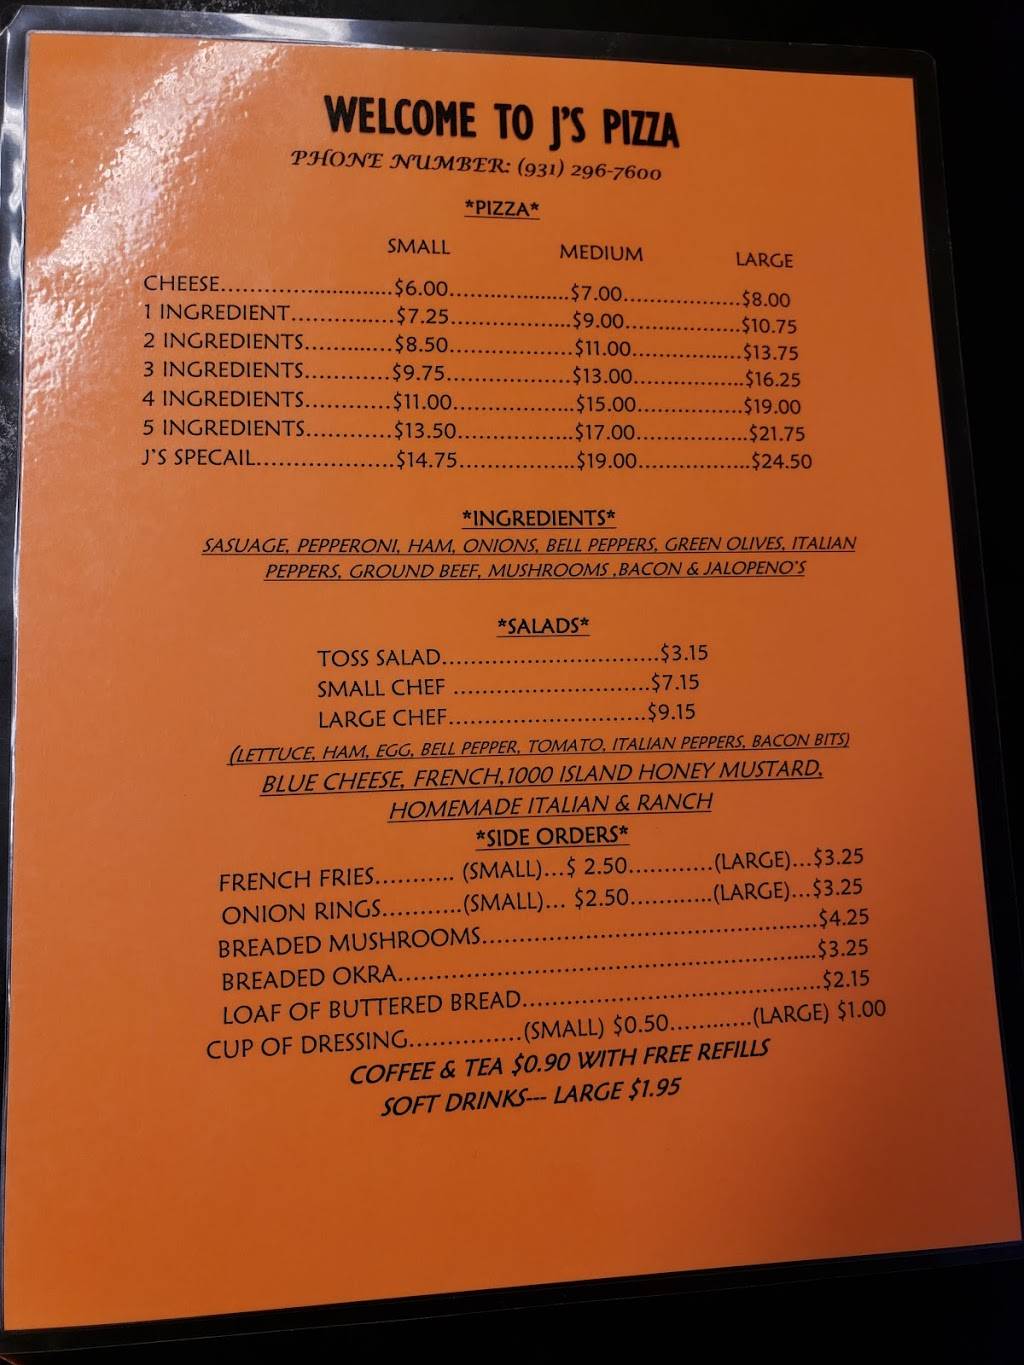 WELCOME TO J'S PIZZA
PHONE NUMBER: (931) 296-7600
*PIZZA*
SMALL MEDIUM LARGE
CHEESE........................$6.00.................$7.00.................$8.00
1 INGREDIENT...............$7.25.................$9.00.................$10.75
2 INGREDIENTS.............$8.50..................$11.00................$13.75
3 INGREDIENTS............$9.75..................$13.00................$16.25
4 INGREDIENTS............$11.00.................$15.00...............$19.00
5 INGREDIENTS............$13.50................$17.00................$21.75
J'S SPECAIL...................$14.75.................$19.00................$24.50
*INGREDIENTS*
SASUAGE, PEPPERONI, HAM, ONIONS, BELL PEPPERS, GREEN OLIVES, ITALIAN
PEPPERS, GROUND BEEF, MUSHROOMS ,BACON & JALOPENO'S
*SALADS*
TOSS SALAD...............................$3.15
SMALL CHEF ............................$7.15
LARGE CHEF............................$9.15
(LETTUCE, HAM, EGG, BELL PEPPER, TOMATO, ITALIAN PEPPERS, BACON BITS)
BLUE CHEESE, FRENCH,1000 ISLAND HONEY MUSTARD,
HOMEMADE ITALIAN & RANCH
*SIDE ORDERS*
FRENCH FRIES........... (SMALL)...$ 2.50............(LARGE)...$3.25
ONION RINGS...........(SMALL)... $2.50............(LARGE)...$3.25
BREADED MUSHROOMS................................................$4.25
BREADED OKRA............................................................$3.25
LOAF OF BUTTERED BREAD...........................................$2.15
CUP OF DRESSING................(SMALL) $0.50............(LARGE) $1.00
COFFEE & TEA $0.90 WITH FREE REFILLS
SOFT DRINKS--- LARGE $1.95